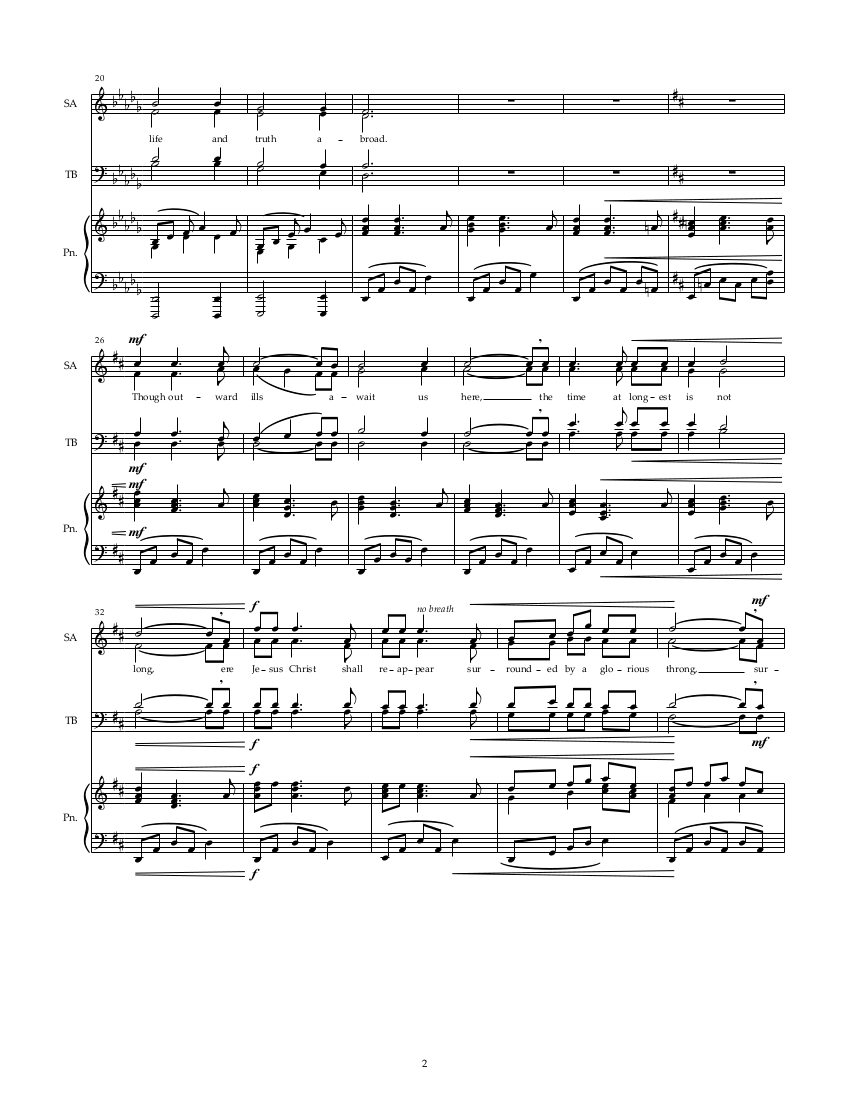 20
SA
life and truth a – broad.
TB
Pn.
26
mf
SA
Though out – ward ills a – wait us here, the time at long – est is not
TB
mf
mf
Pn.
mf
32
f
no breath
mf
SA
long, ere Je – sus Christ shall re – ap – pear sur – round – ed by a glo – rious throng, sur –
TB
f
mf
f
Pn.
f
2